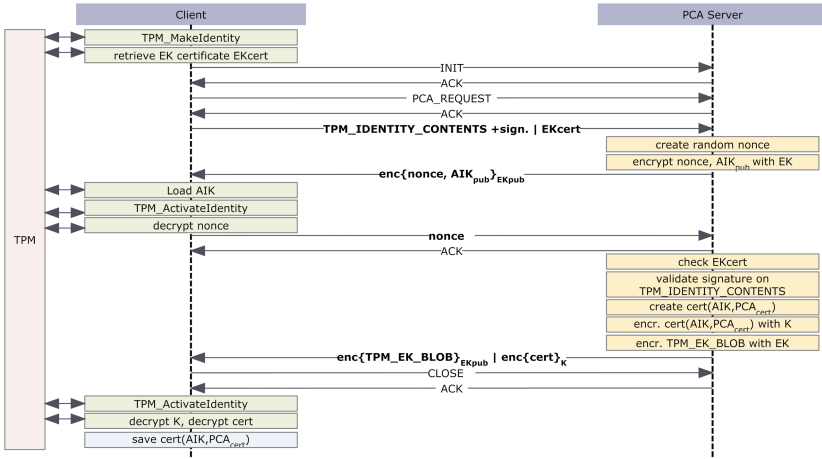 Client
PCA Server
TPM_MakeIdentity
retrieve EK certificate EKcert
INIT
ACK
PCA_REQUEST
ACK
TPM_IDENTITY_CONTENTS +sign. | EKcert
create random nonce
encrypt nonce, AIKpub with EK
enc{nonce, AIKpub}EKpub
Load AIK
TPM_ActivateIdentity
decrypt nonce
TPM
nonce
ACK
check EKcert
validate signature on
TPM_IDENTITY_CONTENTS
create cert(AIK,PCAcert)
encr. cert(AIK,PCAcert) with K
encr. TPM_EK_BLOB with EK
enc{TPM_EK_BLOB}EKpub | enc{cert}K
CLOSE
ACK
TPM_ActivateIdentity
decrypt K, decrypt cert
save cert(AIK,PCAcert)